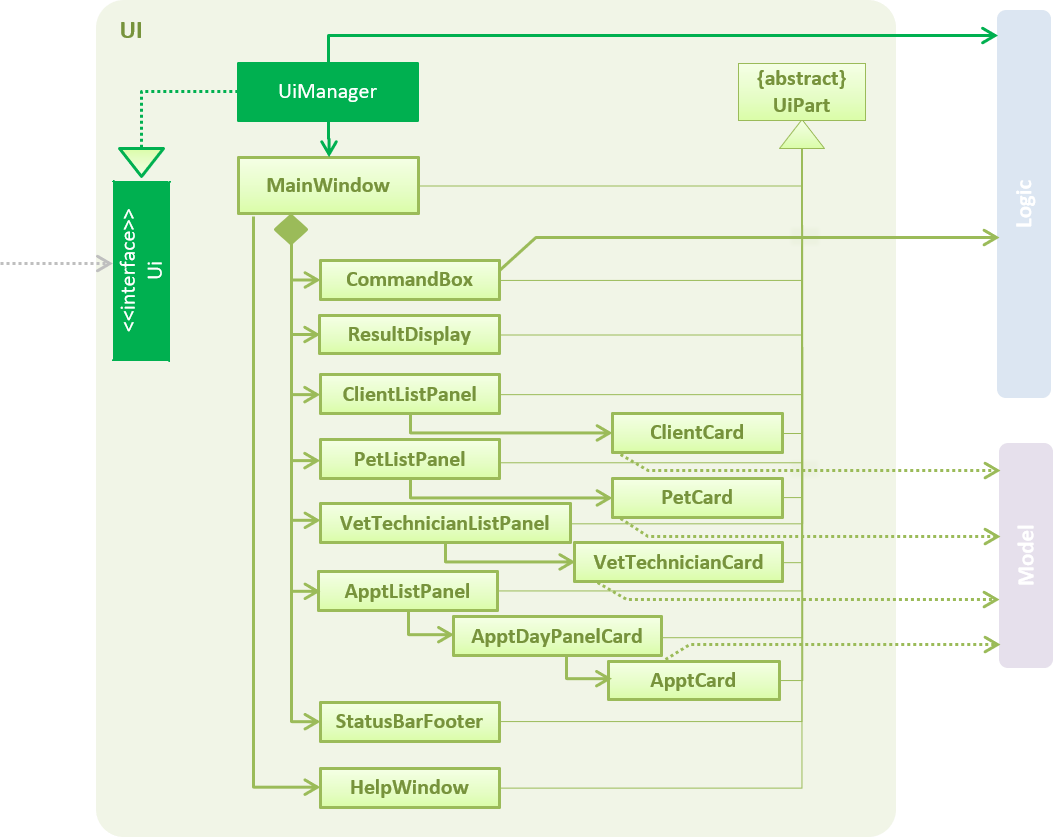 UI
UiManager
{abstract}
UiPart
MainWindow
<<interface>>
Ui
Logic
CommandBox
ResultDisplay
ClientListPanel
ClientCard
PetListPanel
PetCard
VetTechnicianListPanel
VetTechnicianCard
Model
ApptListPanel
ApptDayPanelCard
ApptCard
StatusBarFooter
HelpWindow